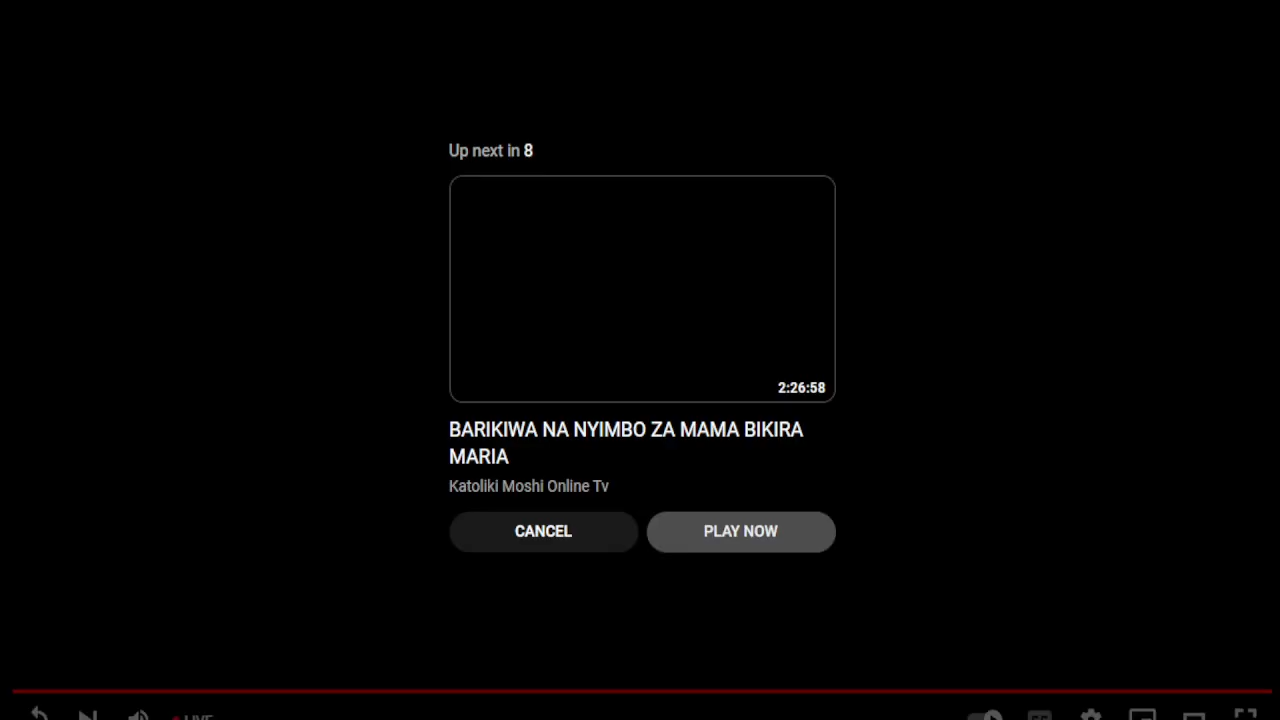 Up next in 8
2:26:58
BARIKIWA NA NYIMBO ZA MAMA BIKIRA
MARIA
Katoliki Moshi Online Tv
CANCEL
PLAY NOW
LIVE